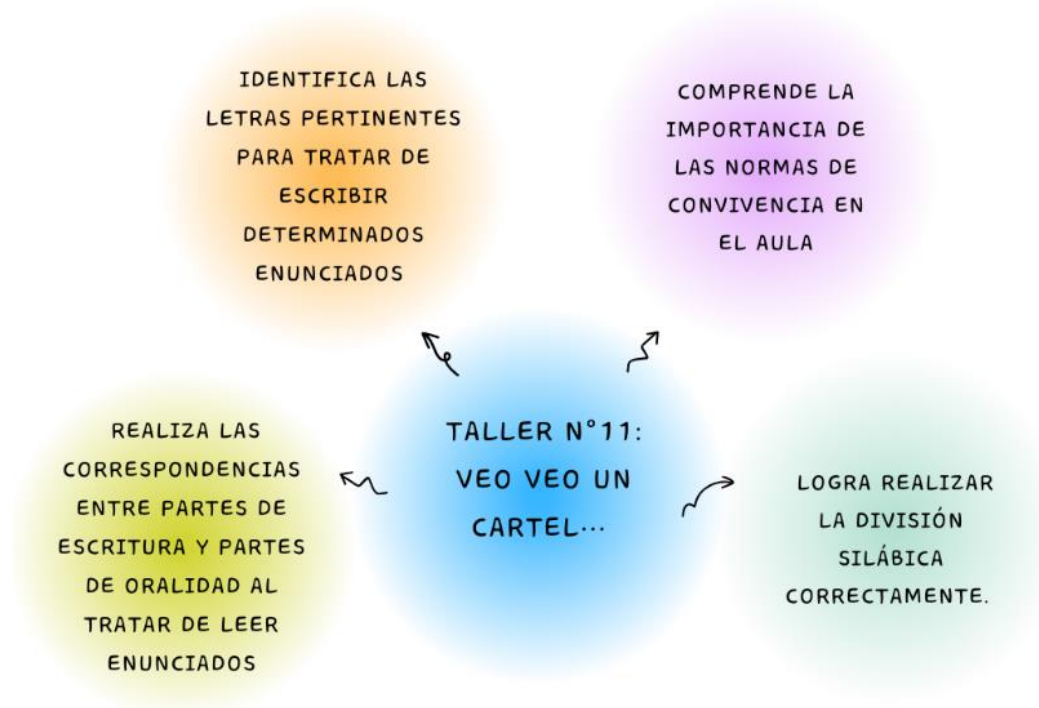 IDENTIFICA LAS
LETRAS PERTINENTES
PARA TRATAR DE
ESCRIBIR
DETERMINADOS
ENUNCIADOS
COMPRENDE LA
IMPORTANCIA DE
LAS NORMAS DE
CONVIVENCIA EN
EL AULA
REALIZA LAS
CORRESPONDENCIAS
ENTRE PARTES DE
ESCRITURA Y PARTES
DE ORALIDAD AL
TRATAR DE LEER
ENUNCIADOS
TALLER N°11:
VEO VEO UN
CARTEL...
LOGRA REALIZAR
LA DIVISIÓN
SILÁBICA
CORRECTAMENTE.